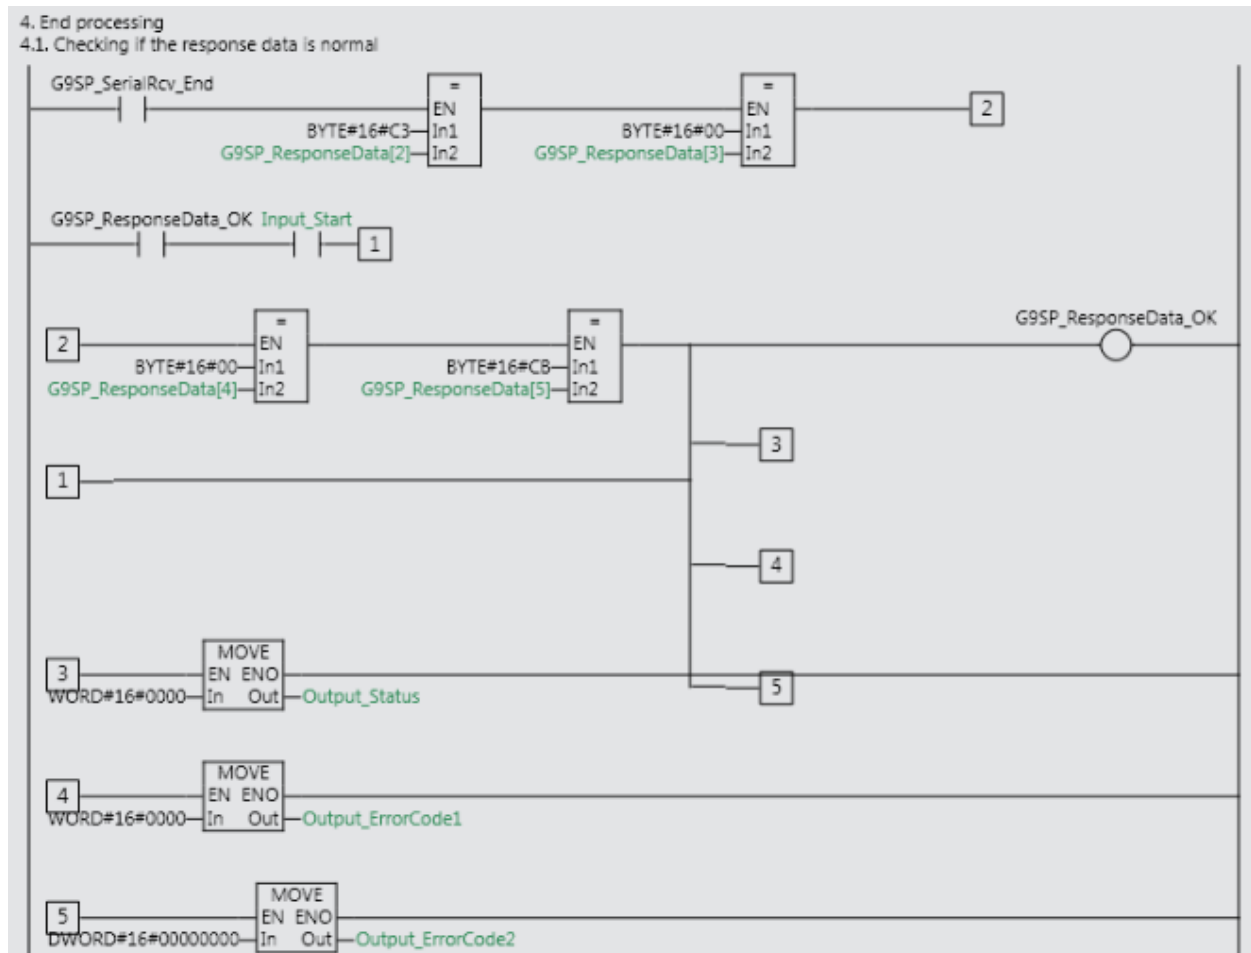 4. End processing
4.1. Checking if the response data is normal
G9SP_SerialRcv_End
=
=
EN
EN
2
BYTE#16#C3 In1
BYTE#16#00 In1
G9SP_ResponseData[2] In2
G9SP_ResponseData[3] In2
G9SP_ResponseData_OK Input_Start
1
G9SP_ResponseData_OK
=
=
2
EN
EN
BYTE#16#00 In1
BYTE#16#CB In1
G9SP_ResponseData[4] In2
G9SP_ResponseData[5] In2
3
1
4
MOVE
3
EN ENO
5
WORD#16#0000 In Out Output_Status
MOVE
4
EN ENO
WORD#16#0000 In Out Output_ErrorCode1
MOVE
5
EN ENO
DWORD#16#00000000 In Out Output_ErrorCode2